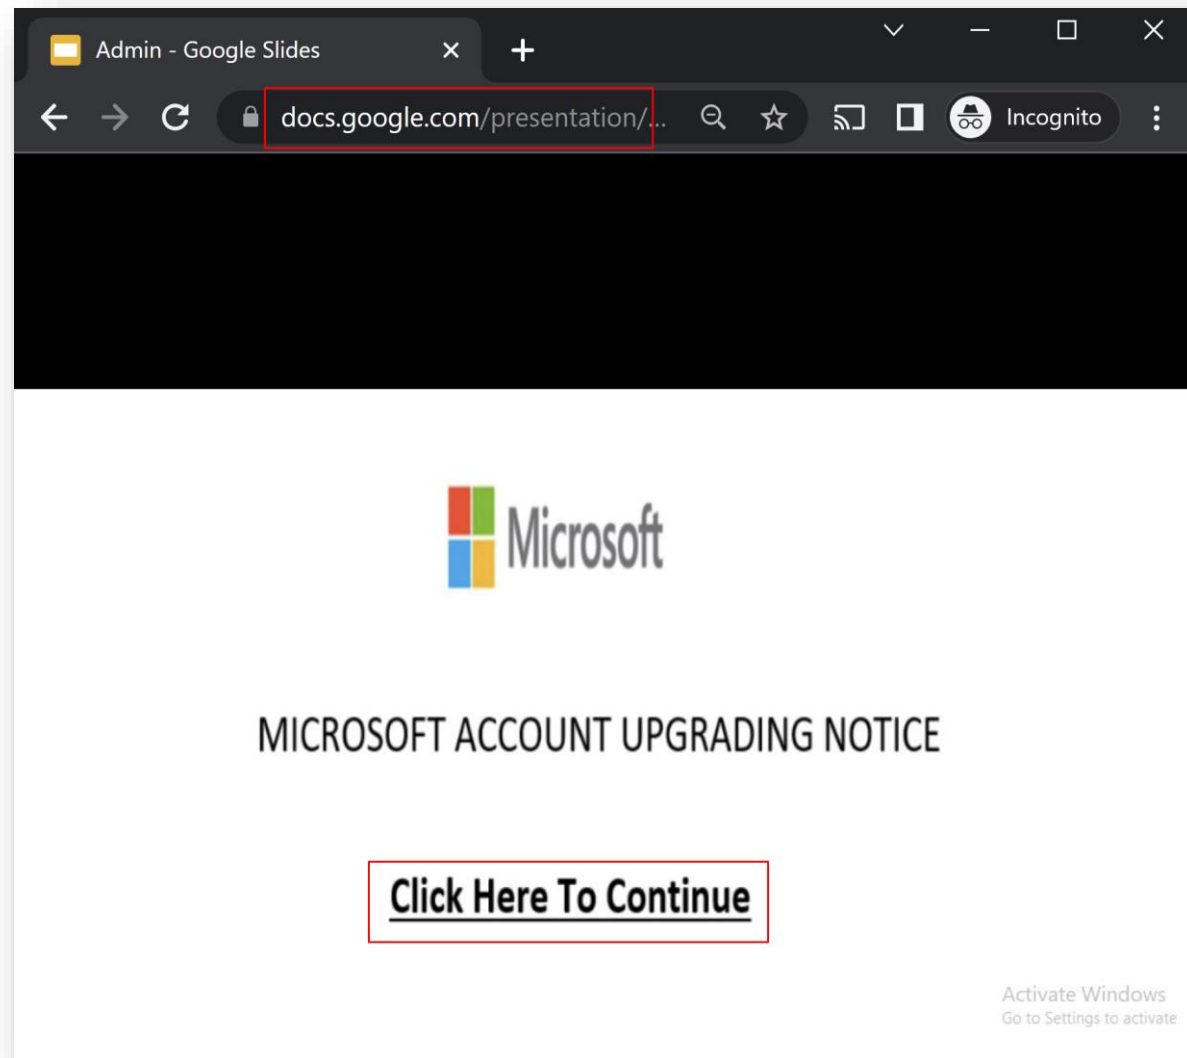 Admin - Google Slides
docs.google.com/presentation/...
Incognito
Microsoft
MICROSOFT ACCOUNT UPGRADING NOTICE
Click Here To Continue
Activate Windows
Go to Settings to activate